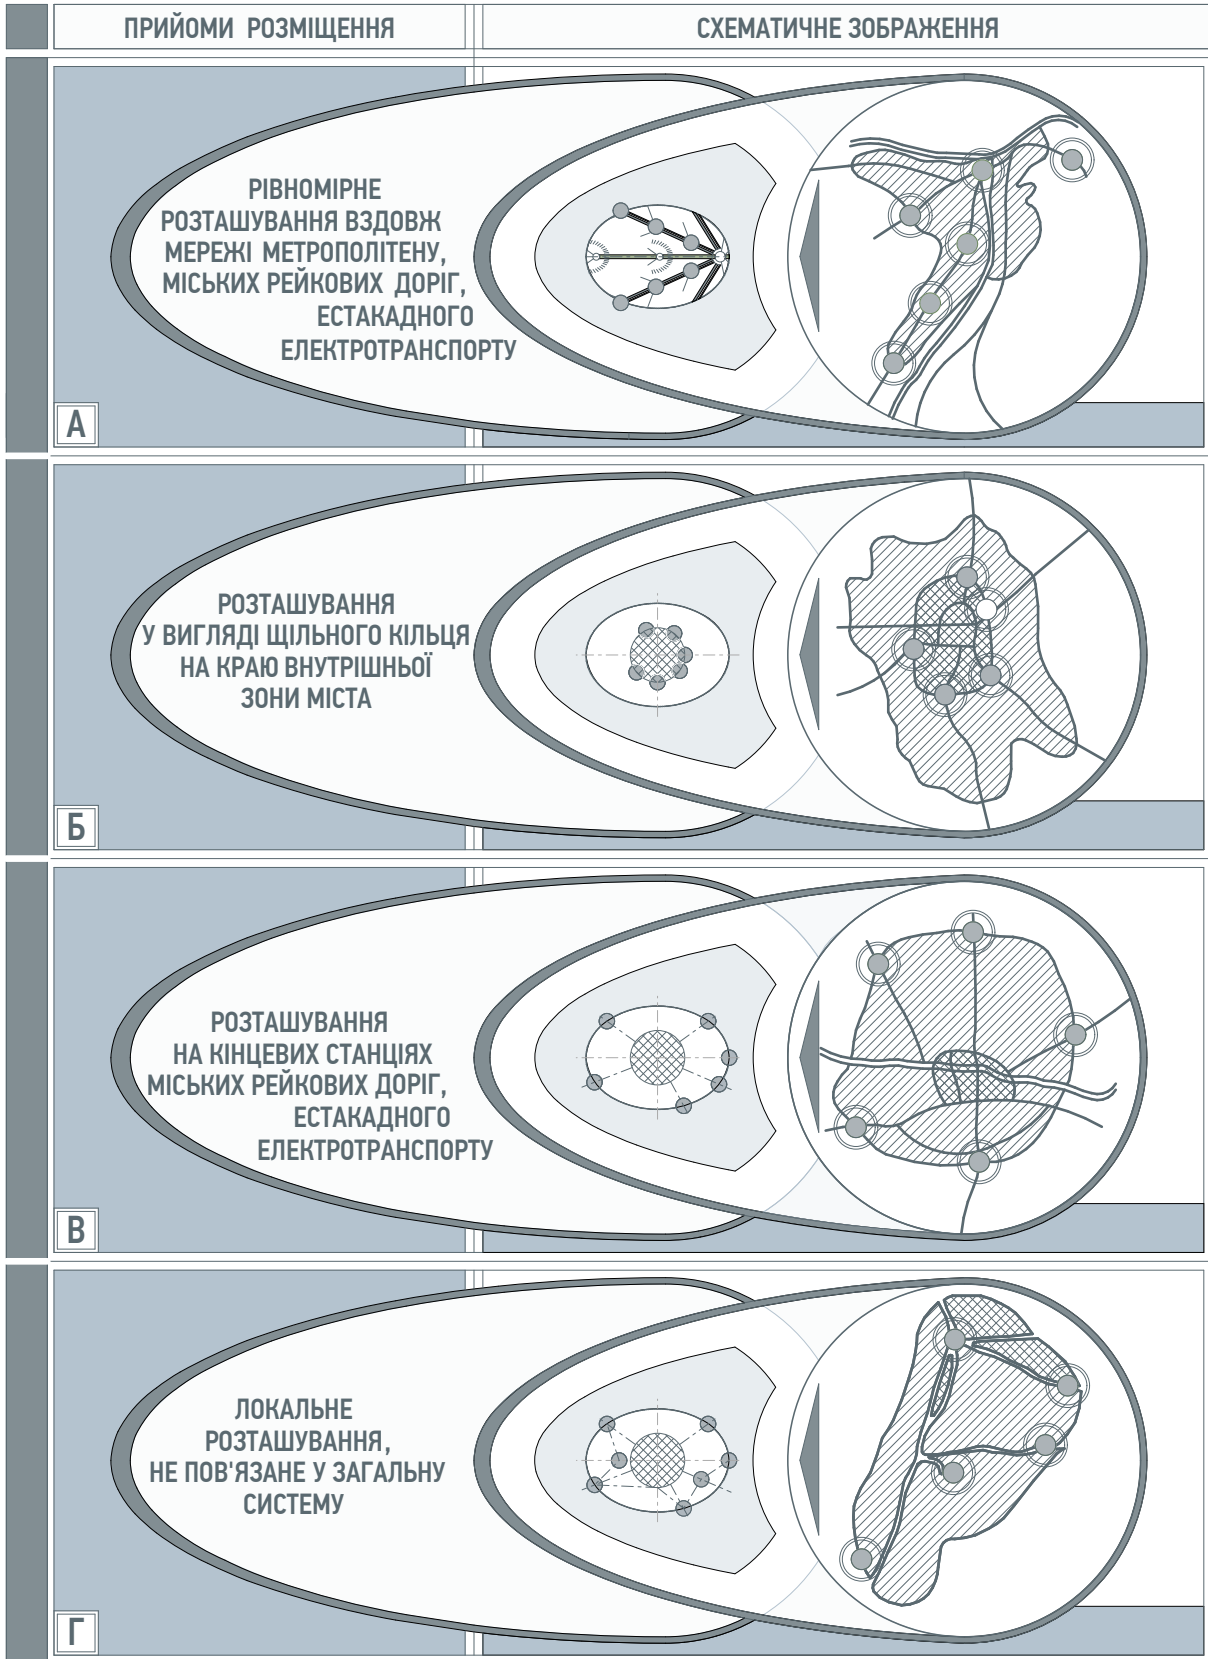 ПРИЙОМИ РОЗМІЩЕННЯ
СХЕМАТИЧНЕ ЗОБРАЖЕННЯ
РІВНОМІРНЕ
РОЗТАШУВАННЯ ВЗДОВЖ
МЕРЕЖІ МЕТРОПОЛІТЕНУ,
МІСЬКИХ РЕЙКОВИХ ДОРІГ,
ЕСТАКАДНОГО
ЕЛЕКТРОТРАНСПОРТУ
А
РОЗТАШУВАННЯ
У ВИГЛЯДІ ЩІЛЬНОГО КІЛЬЦЯ
НА КРАЮ ВНУТРІШНЬОЇ
ЗОНИ МІСТА
Б
РОЗТАШУВАННЯ
НА КІНЦЕВИХ СТАНЦІЯХ
МІСЬКИХ РЕЙКОВИХ ДОРІГ,
ЕСТАКАДНОГО
ЕЛЕКТРОТРАНСПОРТУ
В
ЛОКАЛЬНЕ
РОЗТАШУВАННЯ,
НЕ ПОВ'ЯЗАНЕ У ЗАГАЛЬНУ
СИСТЕМУ
Г